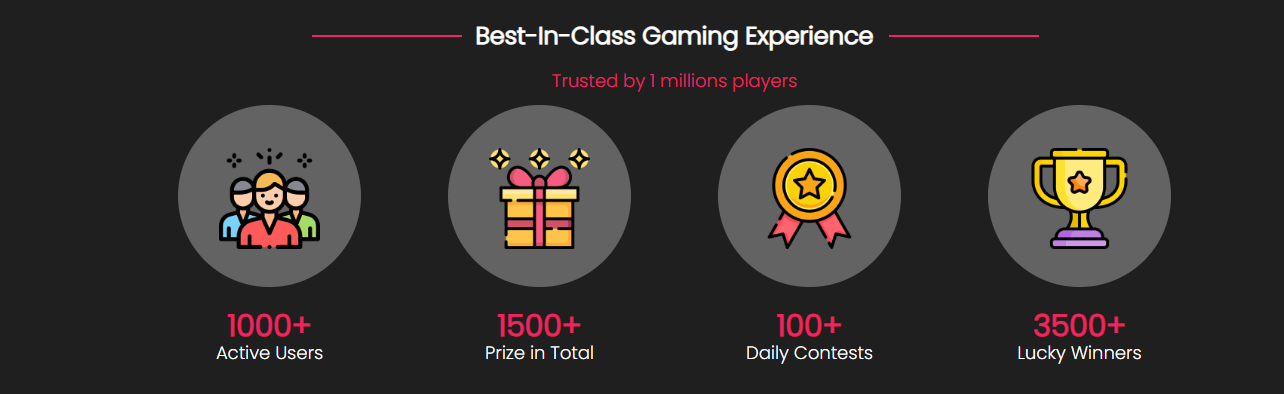 Best-In-Class Gaming Experience
Trusted by 1 millions players
1000+
Active Users
1500+
Prize in Total
100+
Daily Contests
3500+
Lucky Winners